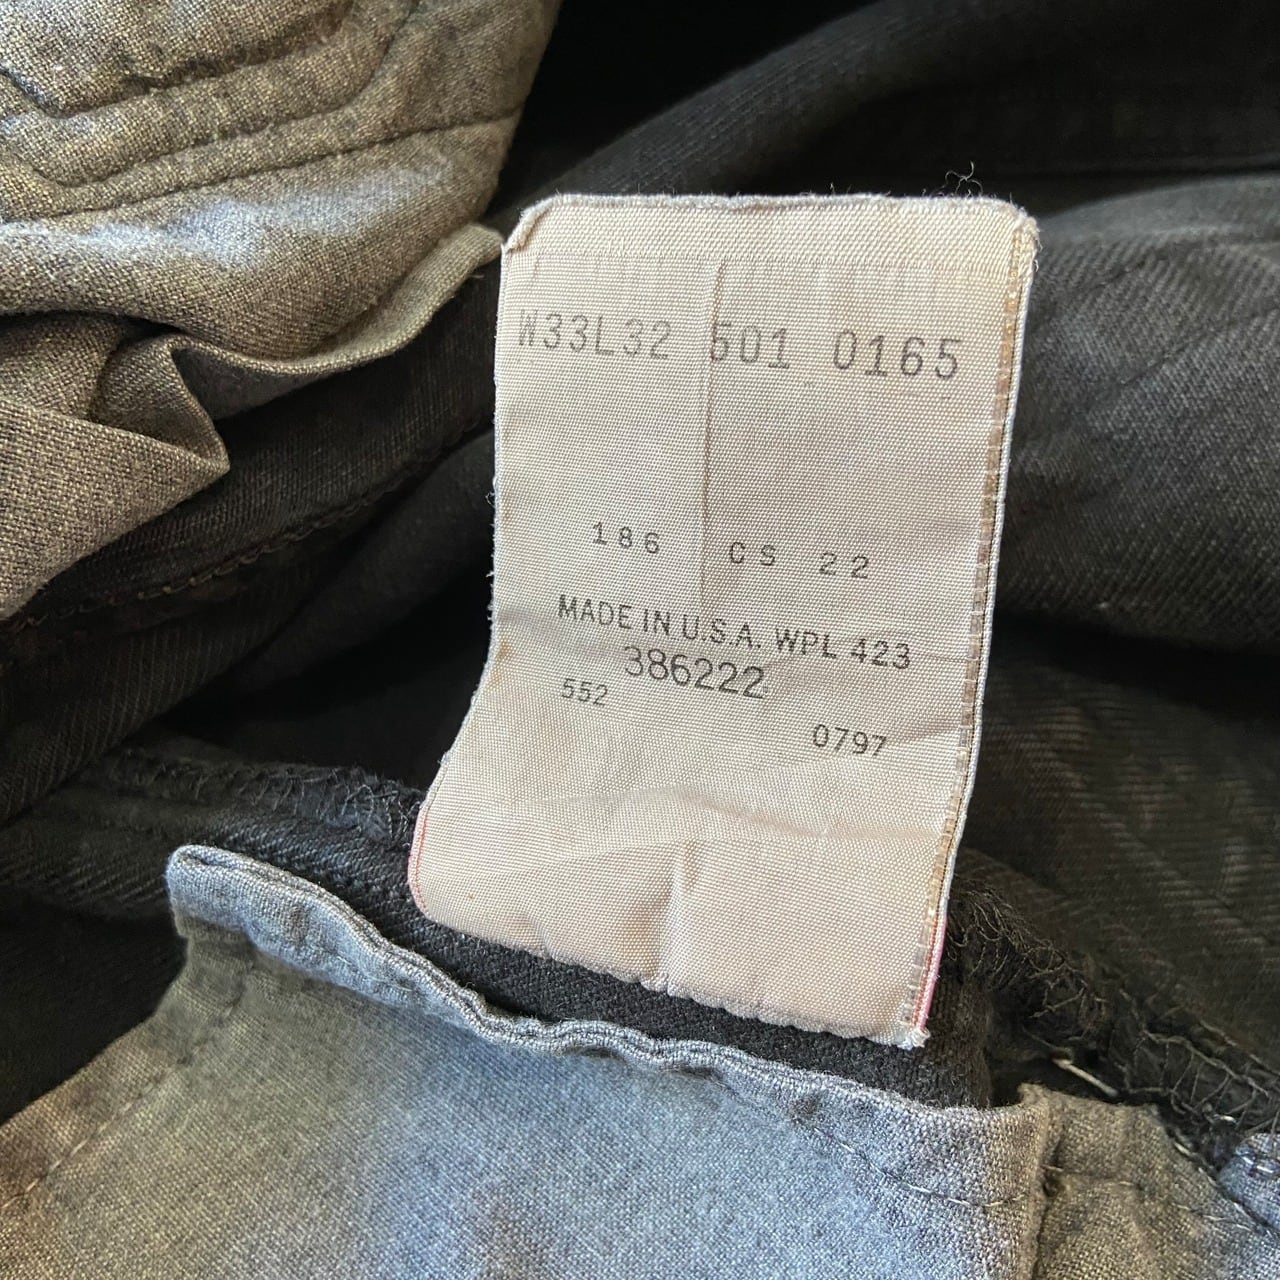 W33L32 501 0165
186 CS 22
MADE IN U.S.A. WPL 423
386222
552 0797